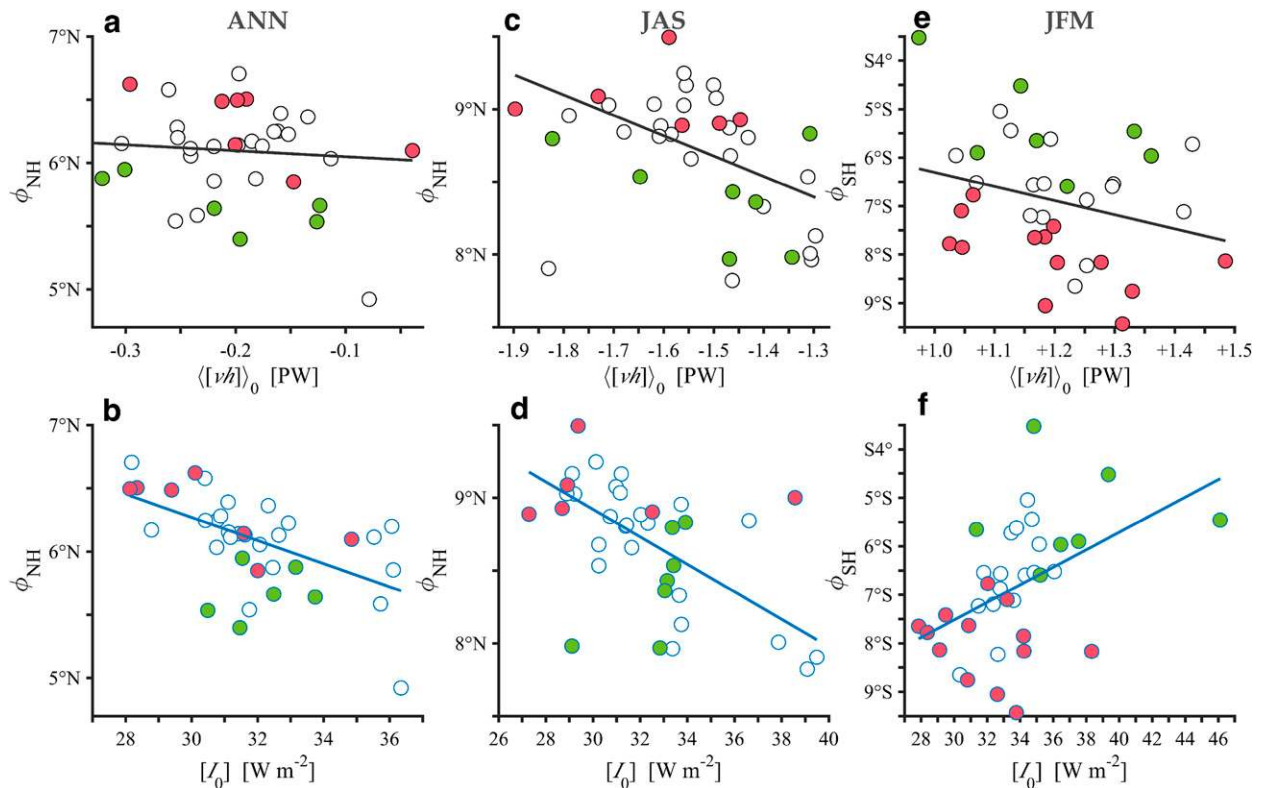 a ANN
7°N
6°N
5°N
ϕNH
-0.3 -0.2 -0.1
⟨[vh]⟩0 [PW]
c JAS
9°N
8°N
ϕNH
-1.9 -1.8 -1.7 -1.6 -1.5 -1.4 -1.3
⟨[vh]⟩0 [PW]
e JFM
S4°
5°S
6°S
7°S
8°S
9°S
ϕSH
+1.0 +1.1 +1.2 +1.3 +1.4 +1.5
⟨[vh]⟩0 [PW]
b
7°N
6°N
5°N
ϕNH
28 30 32 34 36
[I0] [W m-2]
d
9°N
8°N
ϕNH
26 28 30 32 34 36 38 40
[I0] [W m-2]
f
S4°
5°S
6°S
7°S
8°S
9°S
ϕSH
28 30 32 34 36 38 40 42 44 46
[I0] [W m-2]